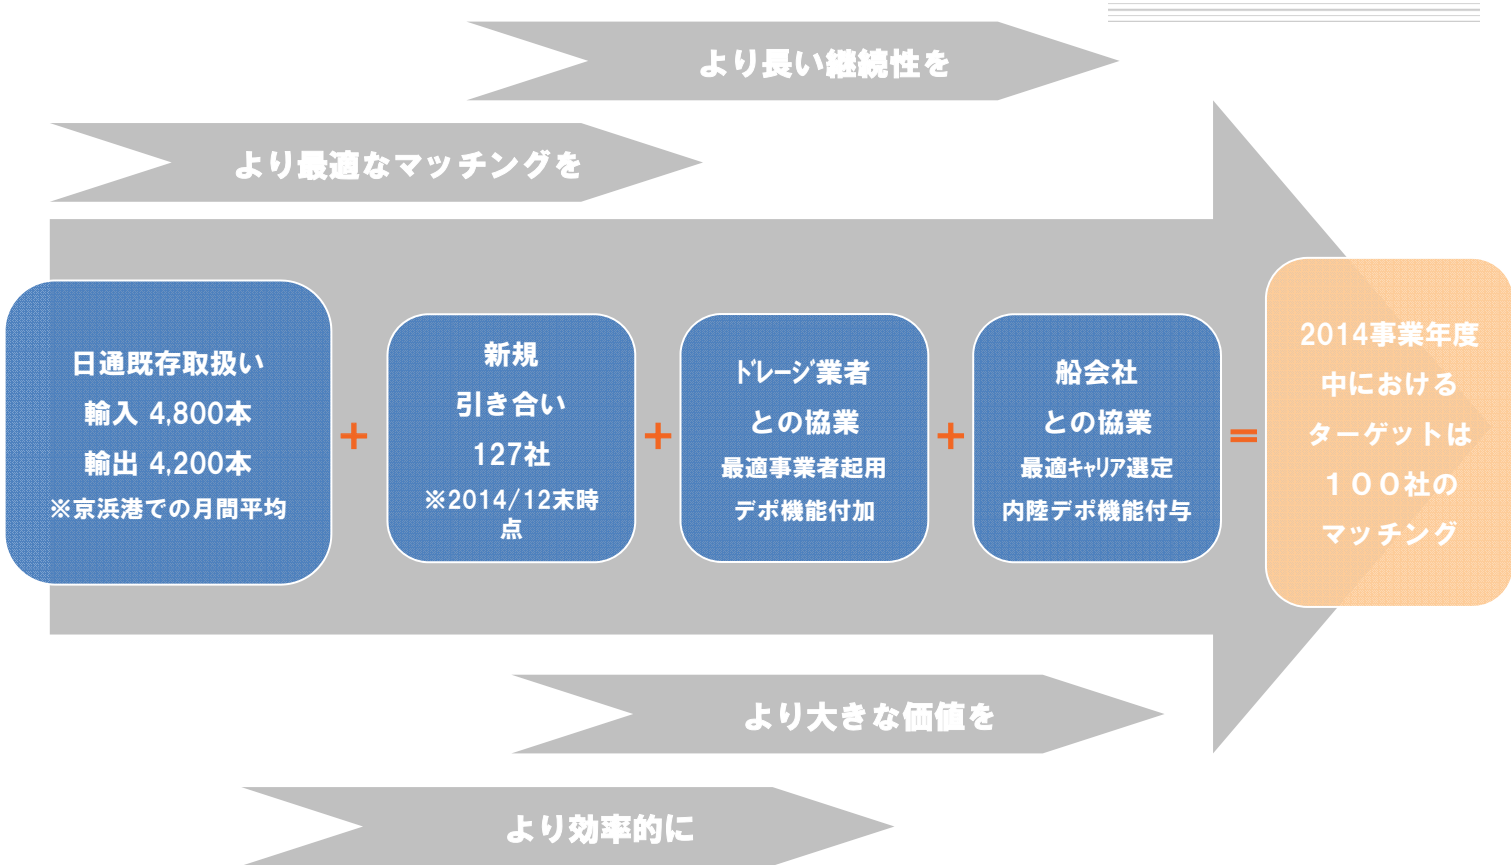 より長い継続性を
より最適なマッチングを
日通既存取扱い
輸入 4,800本
輸出 4,200本
※京浜港での月間平均
+
新規
引き合い
127社
※2014/12末時
点
+
ﾄﾞﾚｰｼﾞ業者
との協業
最適事業者起用
デポ機能付加
+
船会社
との協業
最適ｷｬﾘｱ選定
内陸デポ機能付与
=
2014事業年度
中における
ターゲットは
１００社の
マッチング
より大きな価値を
より効率的に